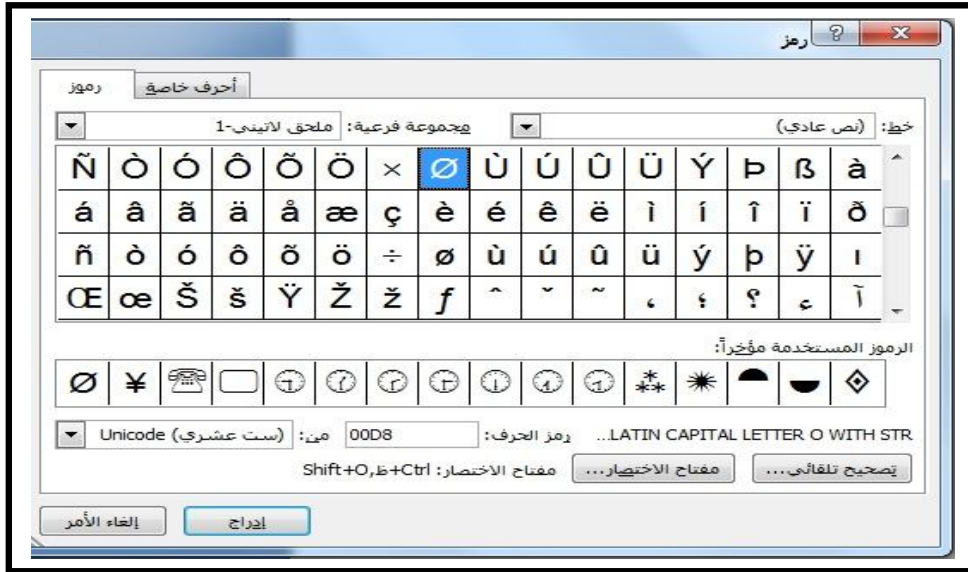 رمز
رموز أحرف خاصة
خط: (نص عادي) مجموعة فرعية: ملحق لاتيني-1
Ñ Ò Ó Ô Õ Ö × Ø Ù Ú Û Ü Ý Þ ß à
á â ã ä å æ ç è é ê ë ì í î ï ð
ñ ò ó ô õ ö ÷ ø ù ú û ü ý þ ÿ ı
Œ œ Š š Ÿ Ž ž ƒ ˆ ˇ ~ ، ؛ ؟ ء آ
الرموز المستخدمة مؤخراً:
Ø ¥
LATIN CAPITAL LETTER O WITH STR... رمز الحرف: 00D8 من: Unicode (ست عشري)
تصحيح تلقائي... مفتاح الاختصار... مفتاح الاختصار: Shift+O,ظ+Ctrl
إدراج إلغاء الأمر